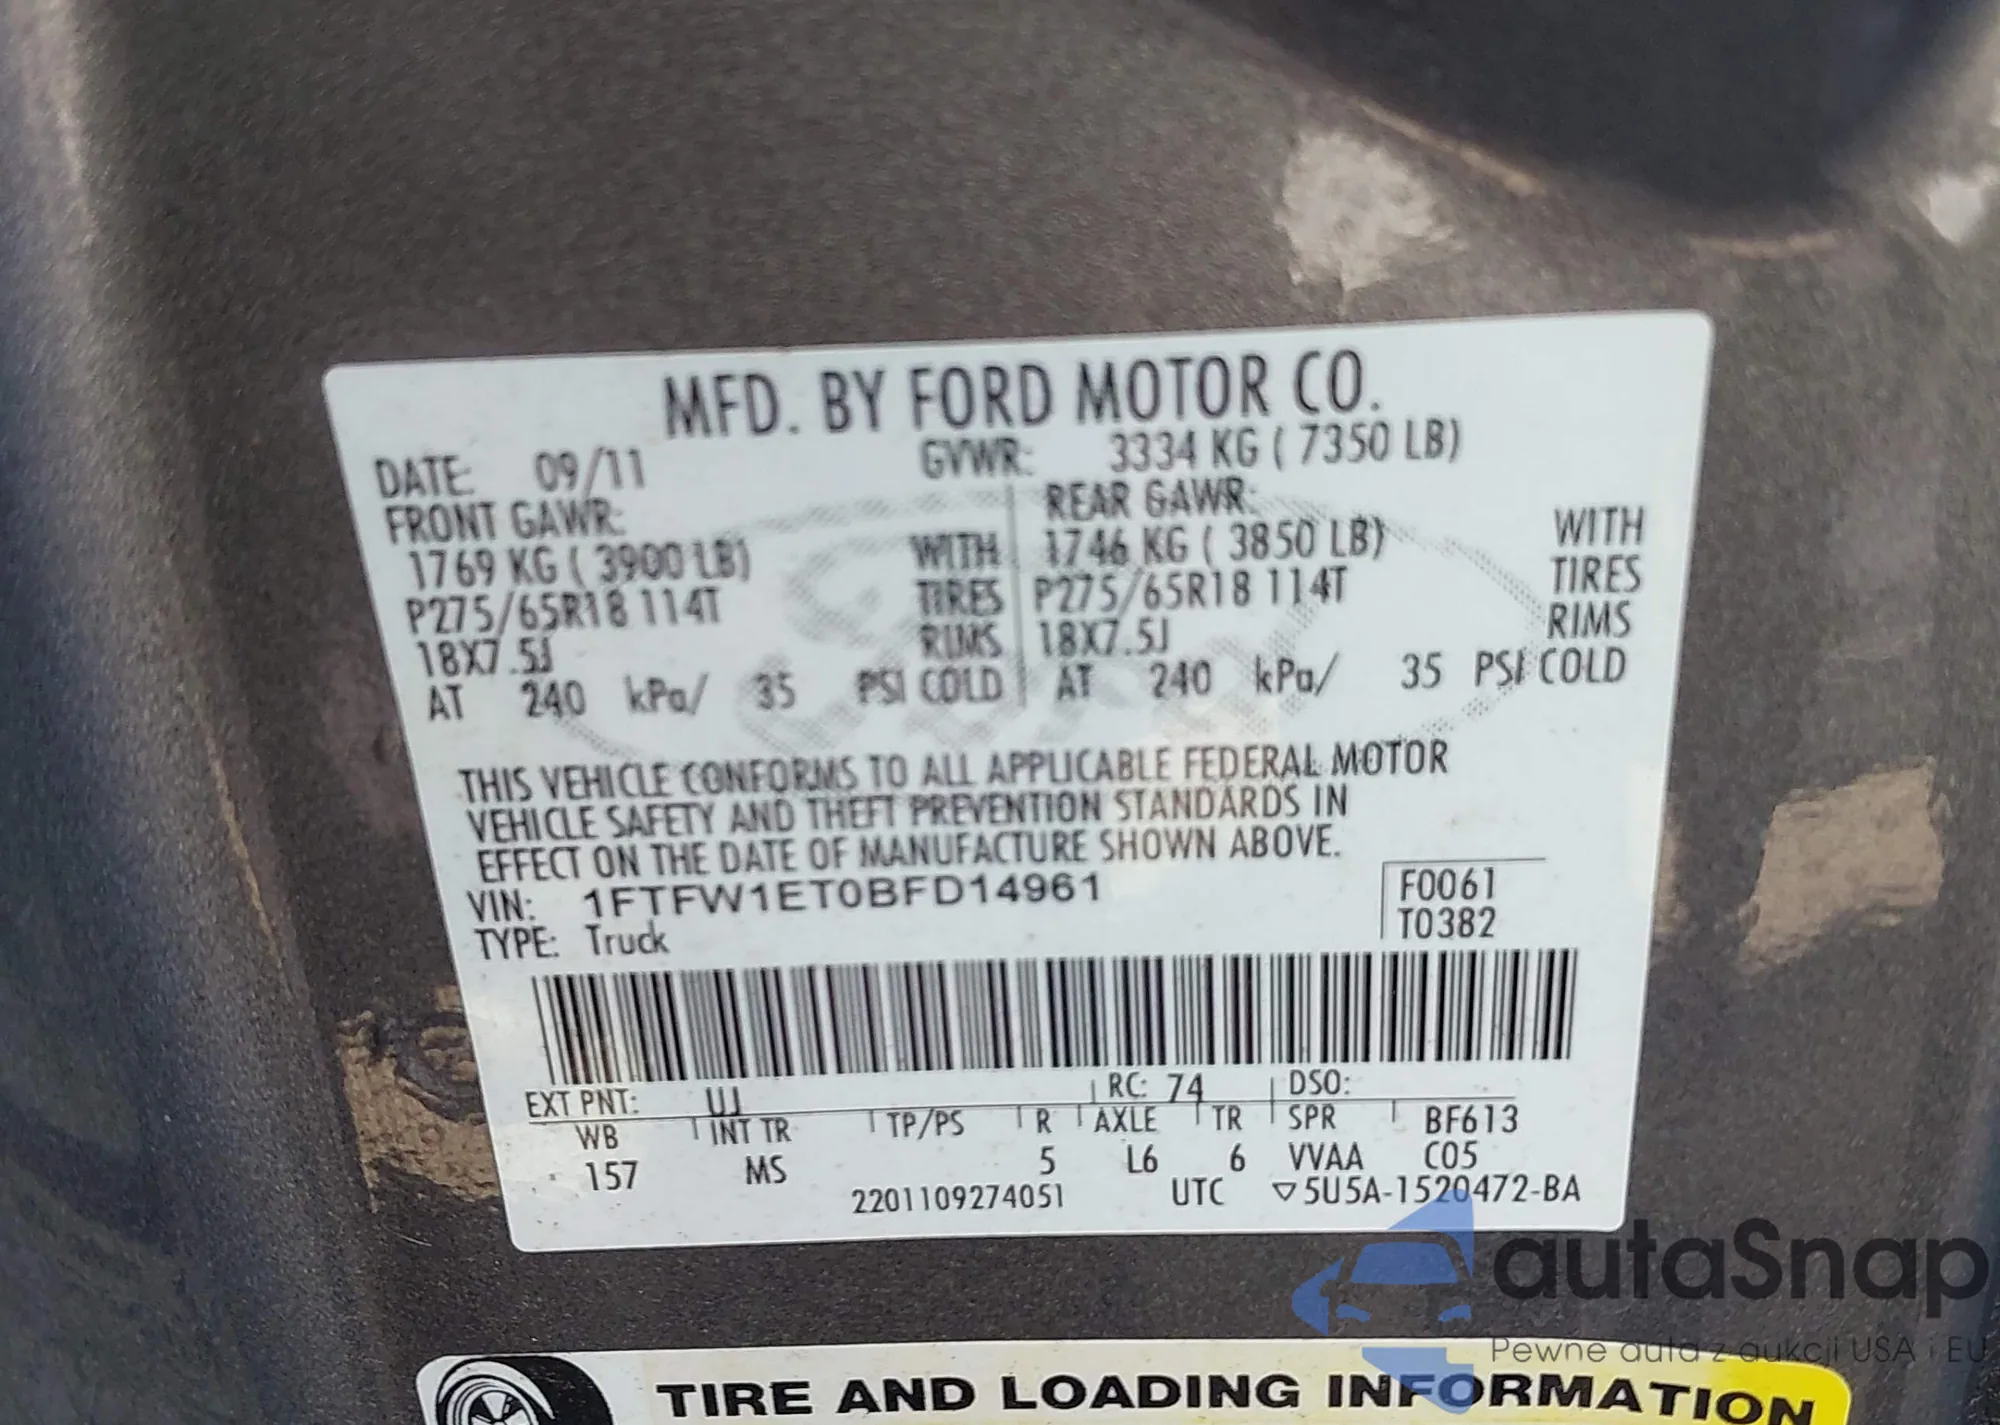 MFD. BY FORD MOTOR CO.
DATE: 09/11 GVWR: 3334 KG ( 7350 LB)
FRONT GAWR: REAR GAWR:
1769 KG ( 3900 LB) WITH 1746 KG ( 3850 LB) WITH
P275/65R18 114T TIRES P275/65R18 114T TIRES
18X7.5J RIMS 18X7.5J RIMS
AT 240 kPa/ 35 PSI COLD AT 240 kPa/ 35 PSI COLD
THIS VEHICLE CONFORMS TO ALL APPLICABLE FEDERAL MOTOR
VEHICLE SAFETY AND THEFT PREVENTION STANDARDS IN
EFFECT ON THE DATE OF MANUFACTURE SHOWN ABOVE.
VIN: 1FTFW1ET0BFD14961 F0061
TYPE: Truck T0382
EXT PNT: UJ RC: 74 DSO:
WB INT TR TP/PS R AXLE TR SPR BF613
157 MS 5 L6 6 VVAA C05
2201109274051 UTC ▽5U5A-1520472-BA
autaSnap
Pewne auta z aukcji USA i EU
TIRE AND LOADING INFORMATION